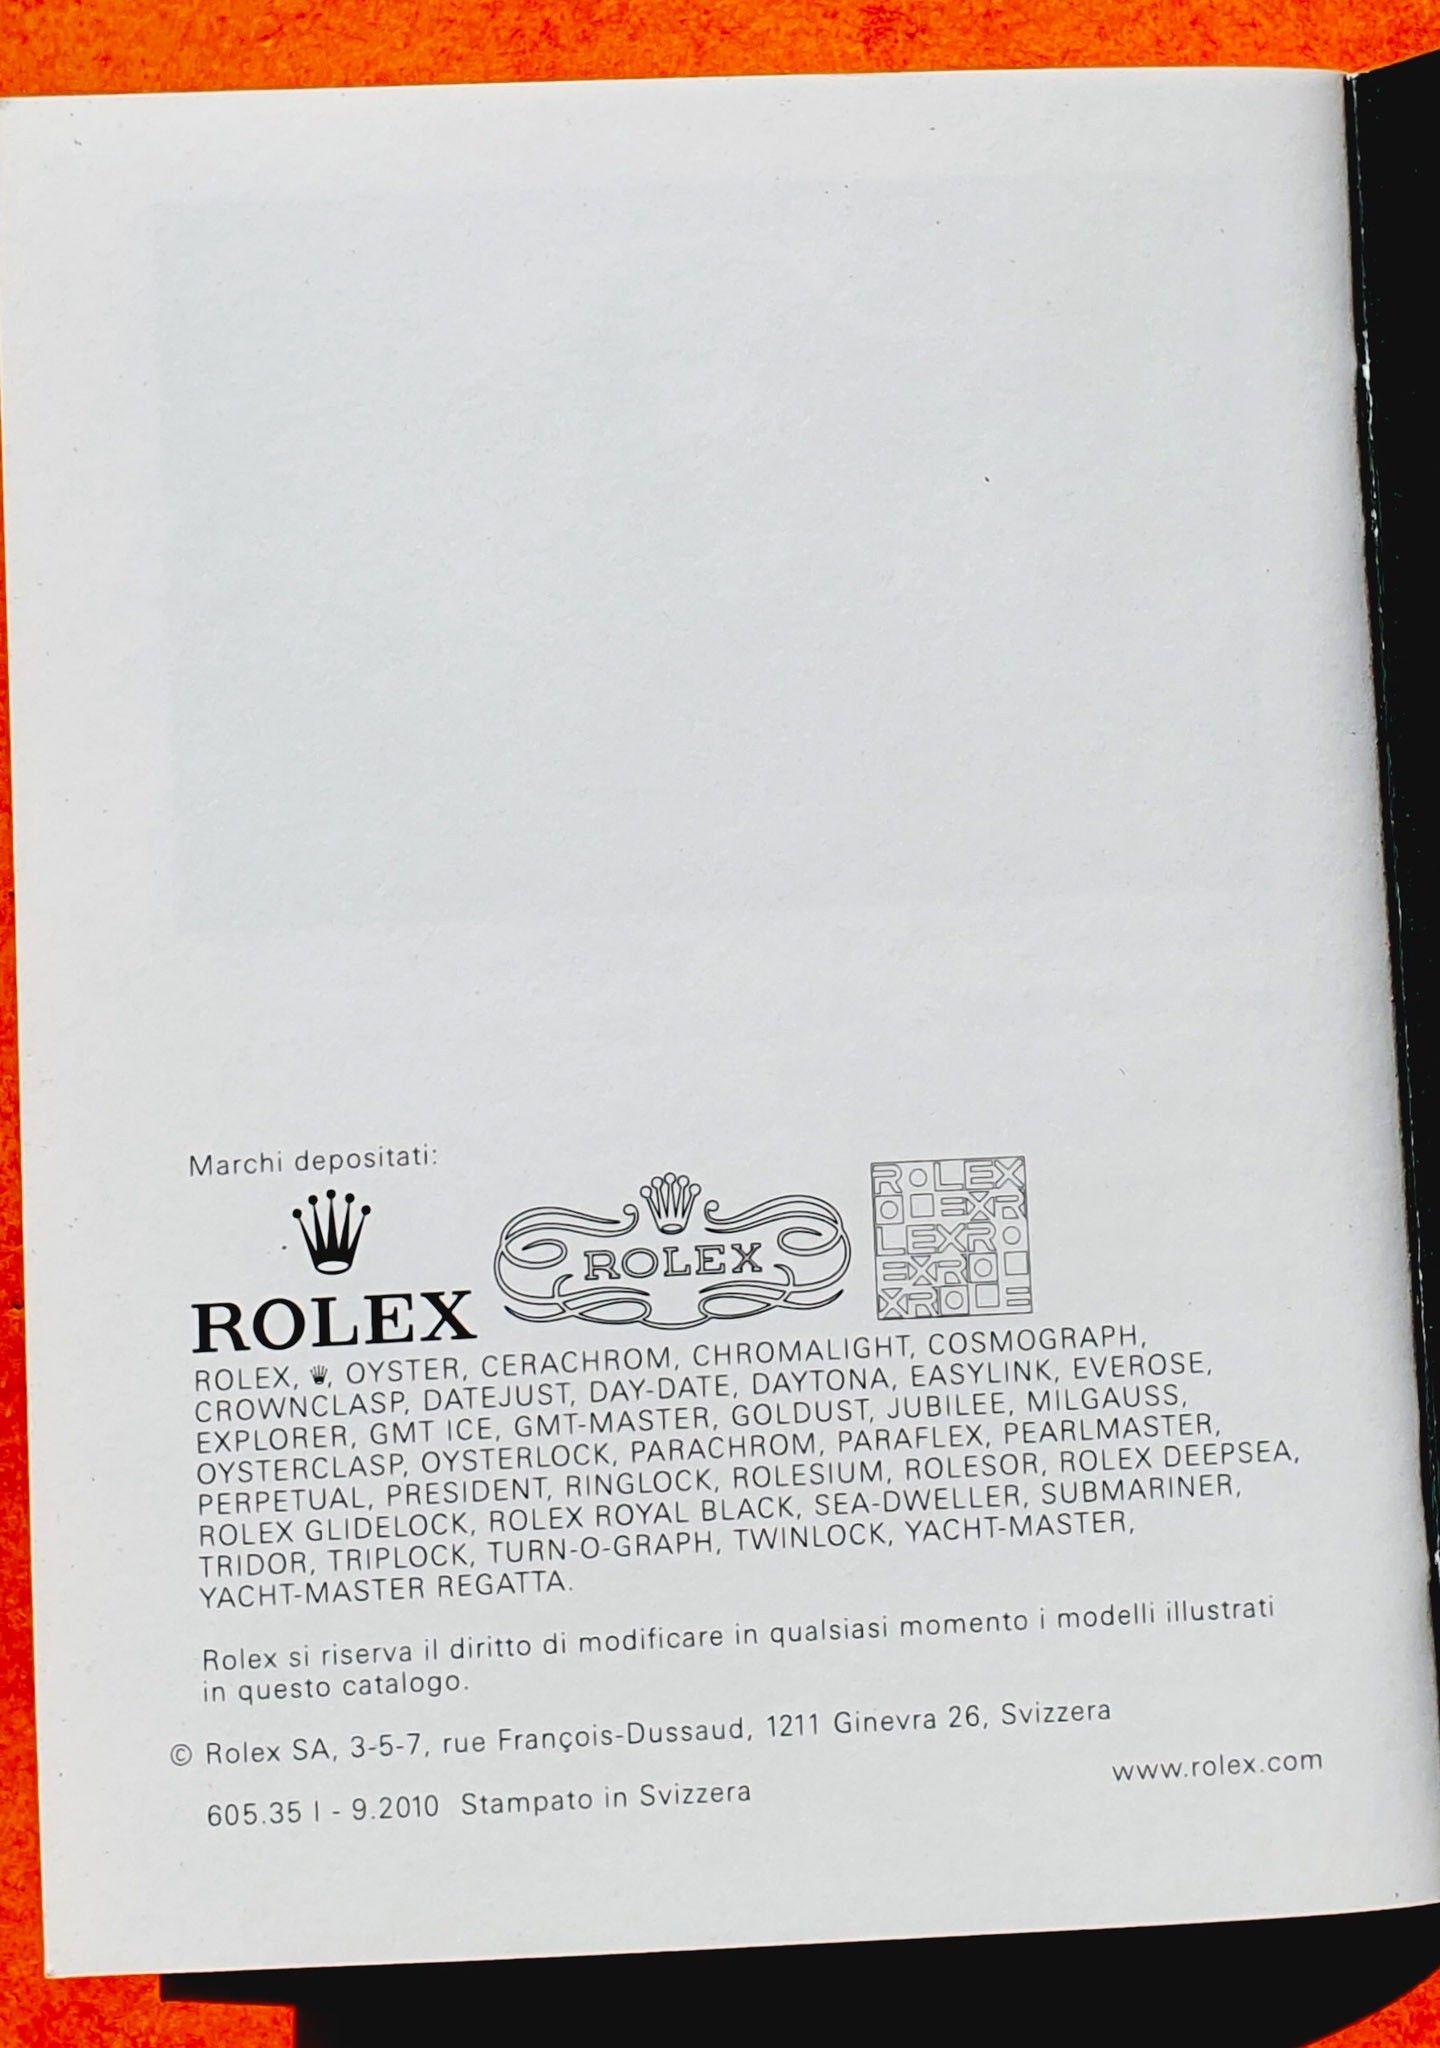 Marchi depositati:
ROLEX
ROLEX
ROLEX
OLEXR
LEXRO
EXROL
XROLE
ROLEX, , OYSTER, CERACHROM, CHROMALIGHT, COSMOGRAPH,
CROWNCLASP, DATEJUST, DAY-DATE, DAYTONA, EASYLINK, EVEROSE,
EXPLORER, GMT ICE, GMT-MASTER, GOLDUST, JUBILEE, MILGAUSS,
OYSTERCLASP, OYSTERLOCK, PARACHROM, PARAFLEX, PEARLMASTER,
PERPETUAL, PRESIDENT, RINGLOCK, ROLESIUM, ROLESOR, ROLEX DEEPSEA,
ROLEX GLIDELOCK, ROLEX ROYAL BLACK, SEA-DWELLER, SUBMARINER,
TRIDOR, TRIPLOCK, TURN-O-GRAPH, TWINLOCK, YACHT-MASTER,
YACHT-MASTER REGATTA.
Rolex si riserva il diritto di modificare in qualsiasi momento i modelli illustrati
in questo catalogo.
© Rolex SA, 3-5-7, rue François-Dussaud, 1211 Ginevra 26, Svizzera
www.rolex.com
605.35 I - 9.2010 Stampato in Svizzera